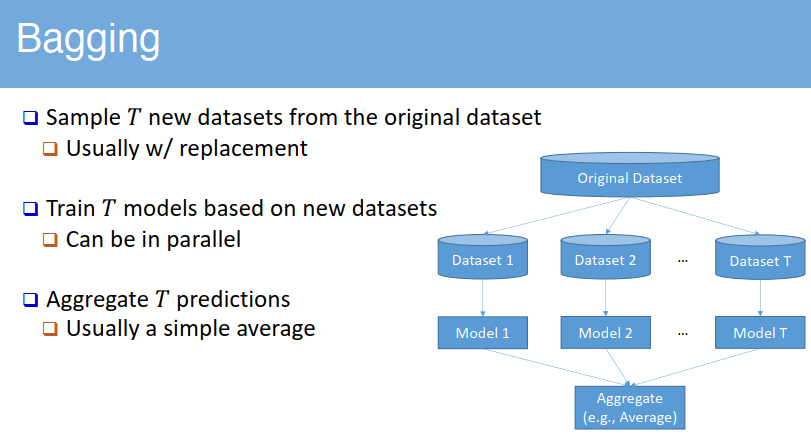 Bagging
Sample T new datasets from the original dataset
Usually w/ replacement
Train T models based on new datasets
Can be in parallel
Aggregate T predictions
Usually a simple average
Original Dataset
Dataset 1
Dataset 2
...
Dataset T
Model 1
Model 2
...
Model T
Aggregate
(e.g., Average)